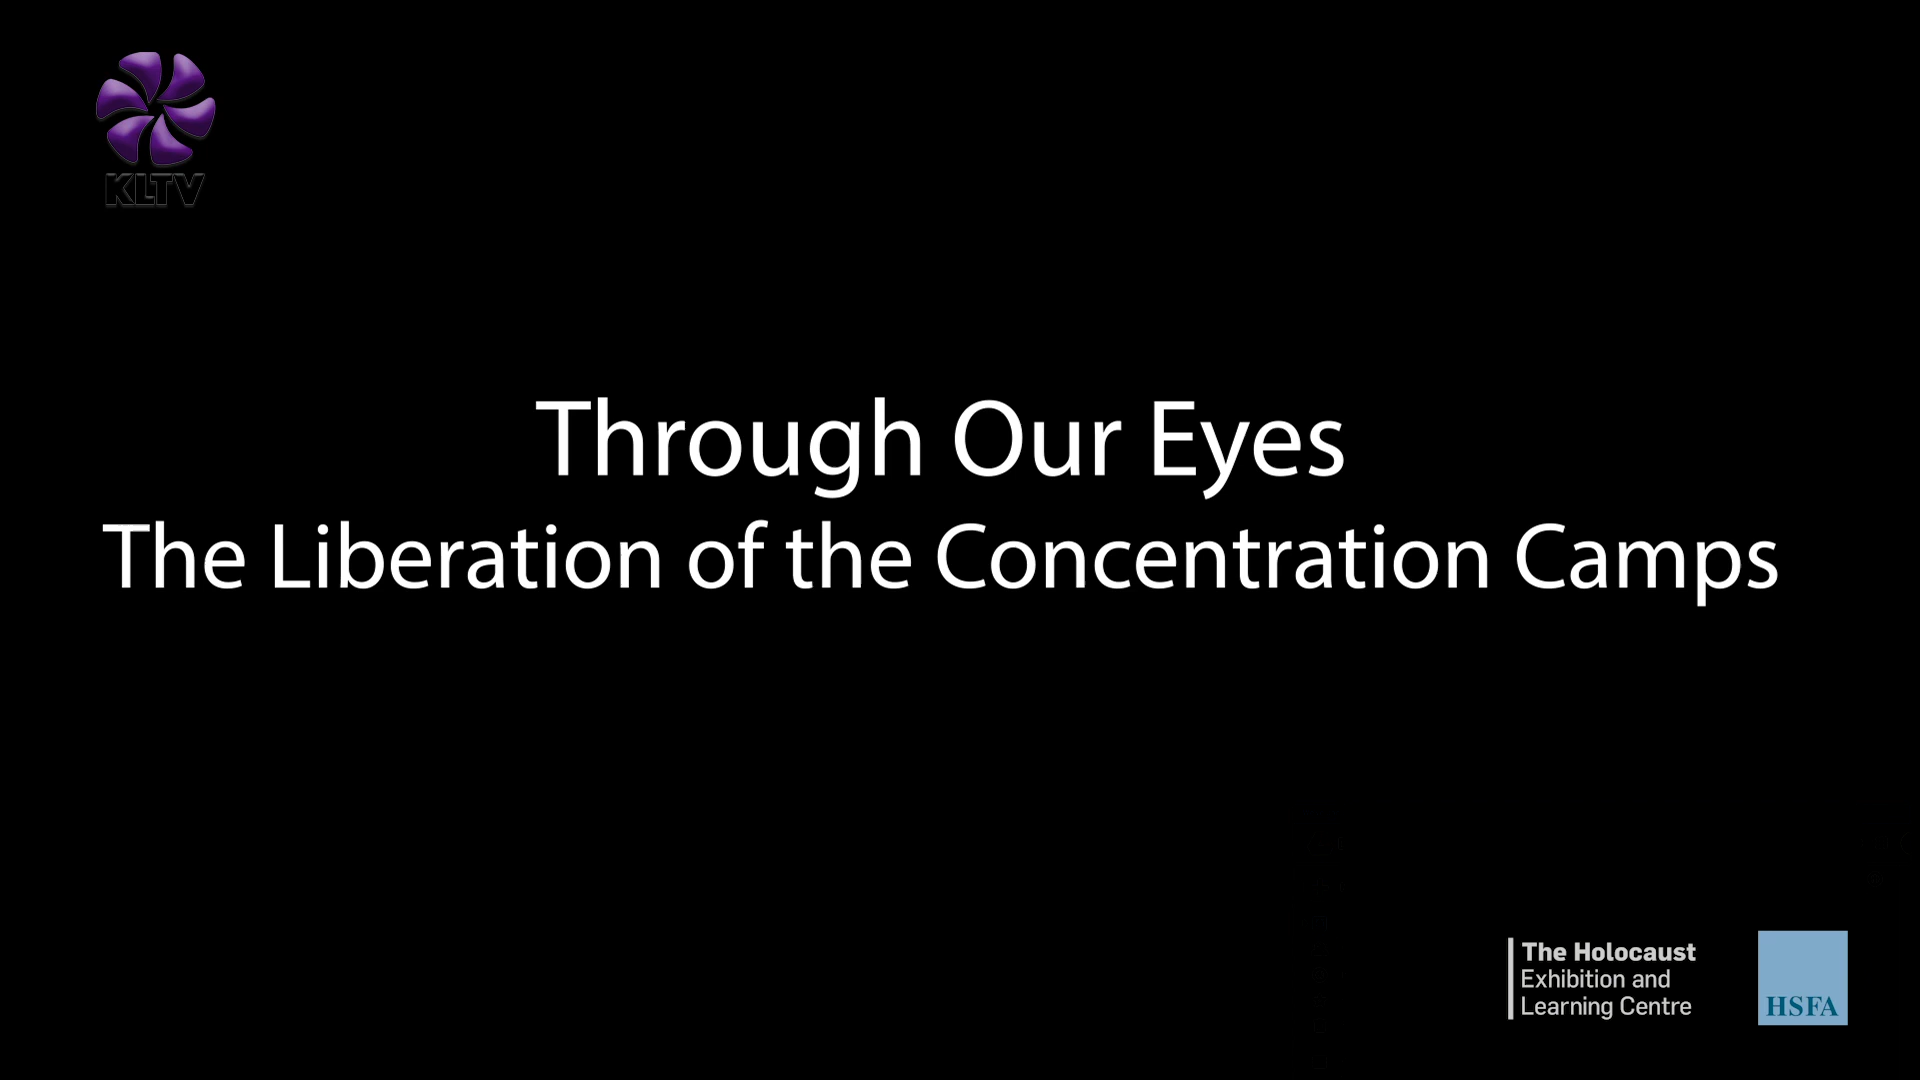 KLTV
Through Our Eyes
The Liberation of the Concentration Camps
The Holocaust
Exhibition and
Learning Centre
HSFA